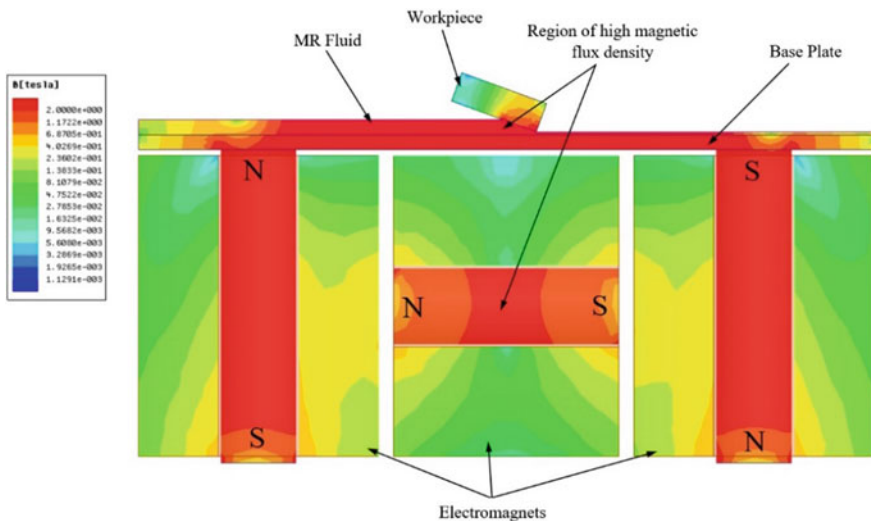 Workpiece
MR Fluid
Region of high magnetic
flux density
Base Plate
B[tesla]
2.0000e+000
1.1722e+000
6.8705e-001
4.0269e-001
2.3602e-001
1.3833e-001
8.1079e-002
4.7522e-002
2.7853e-002
1.6325e-002
9.5682e-003
5.6080e-003
3.2869e-003
1.9265e-003
1.1291e-003
N
S
N
S
S
N
Electromagnets